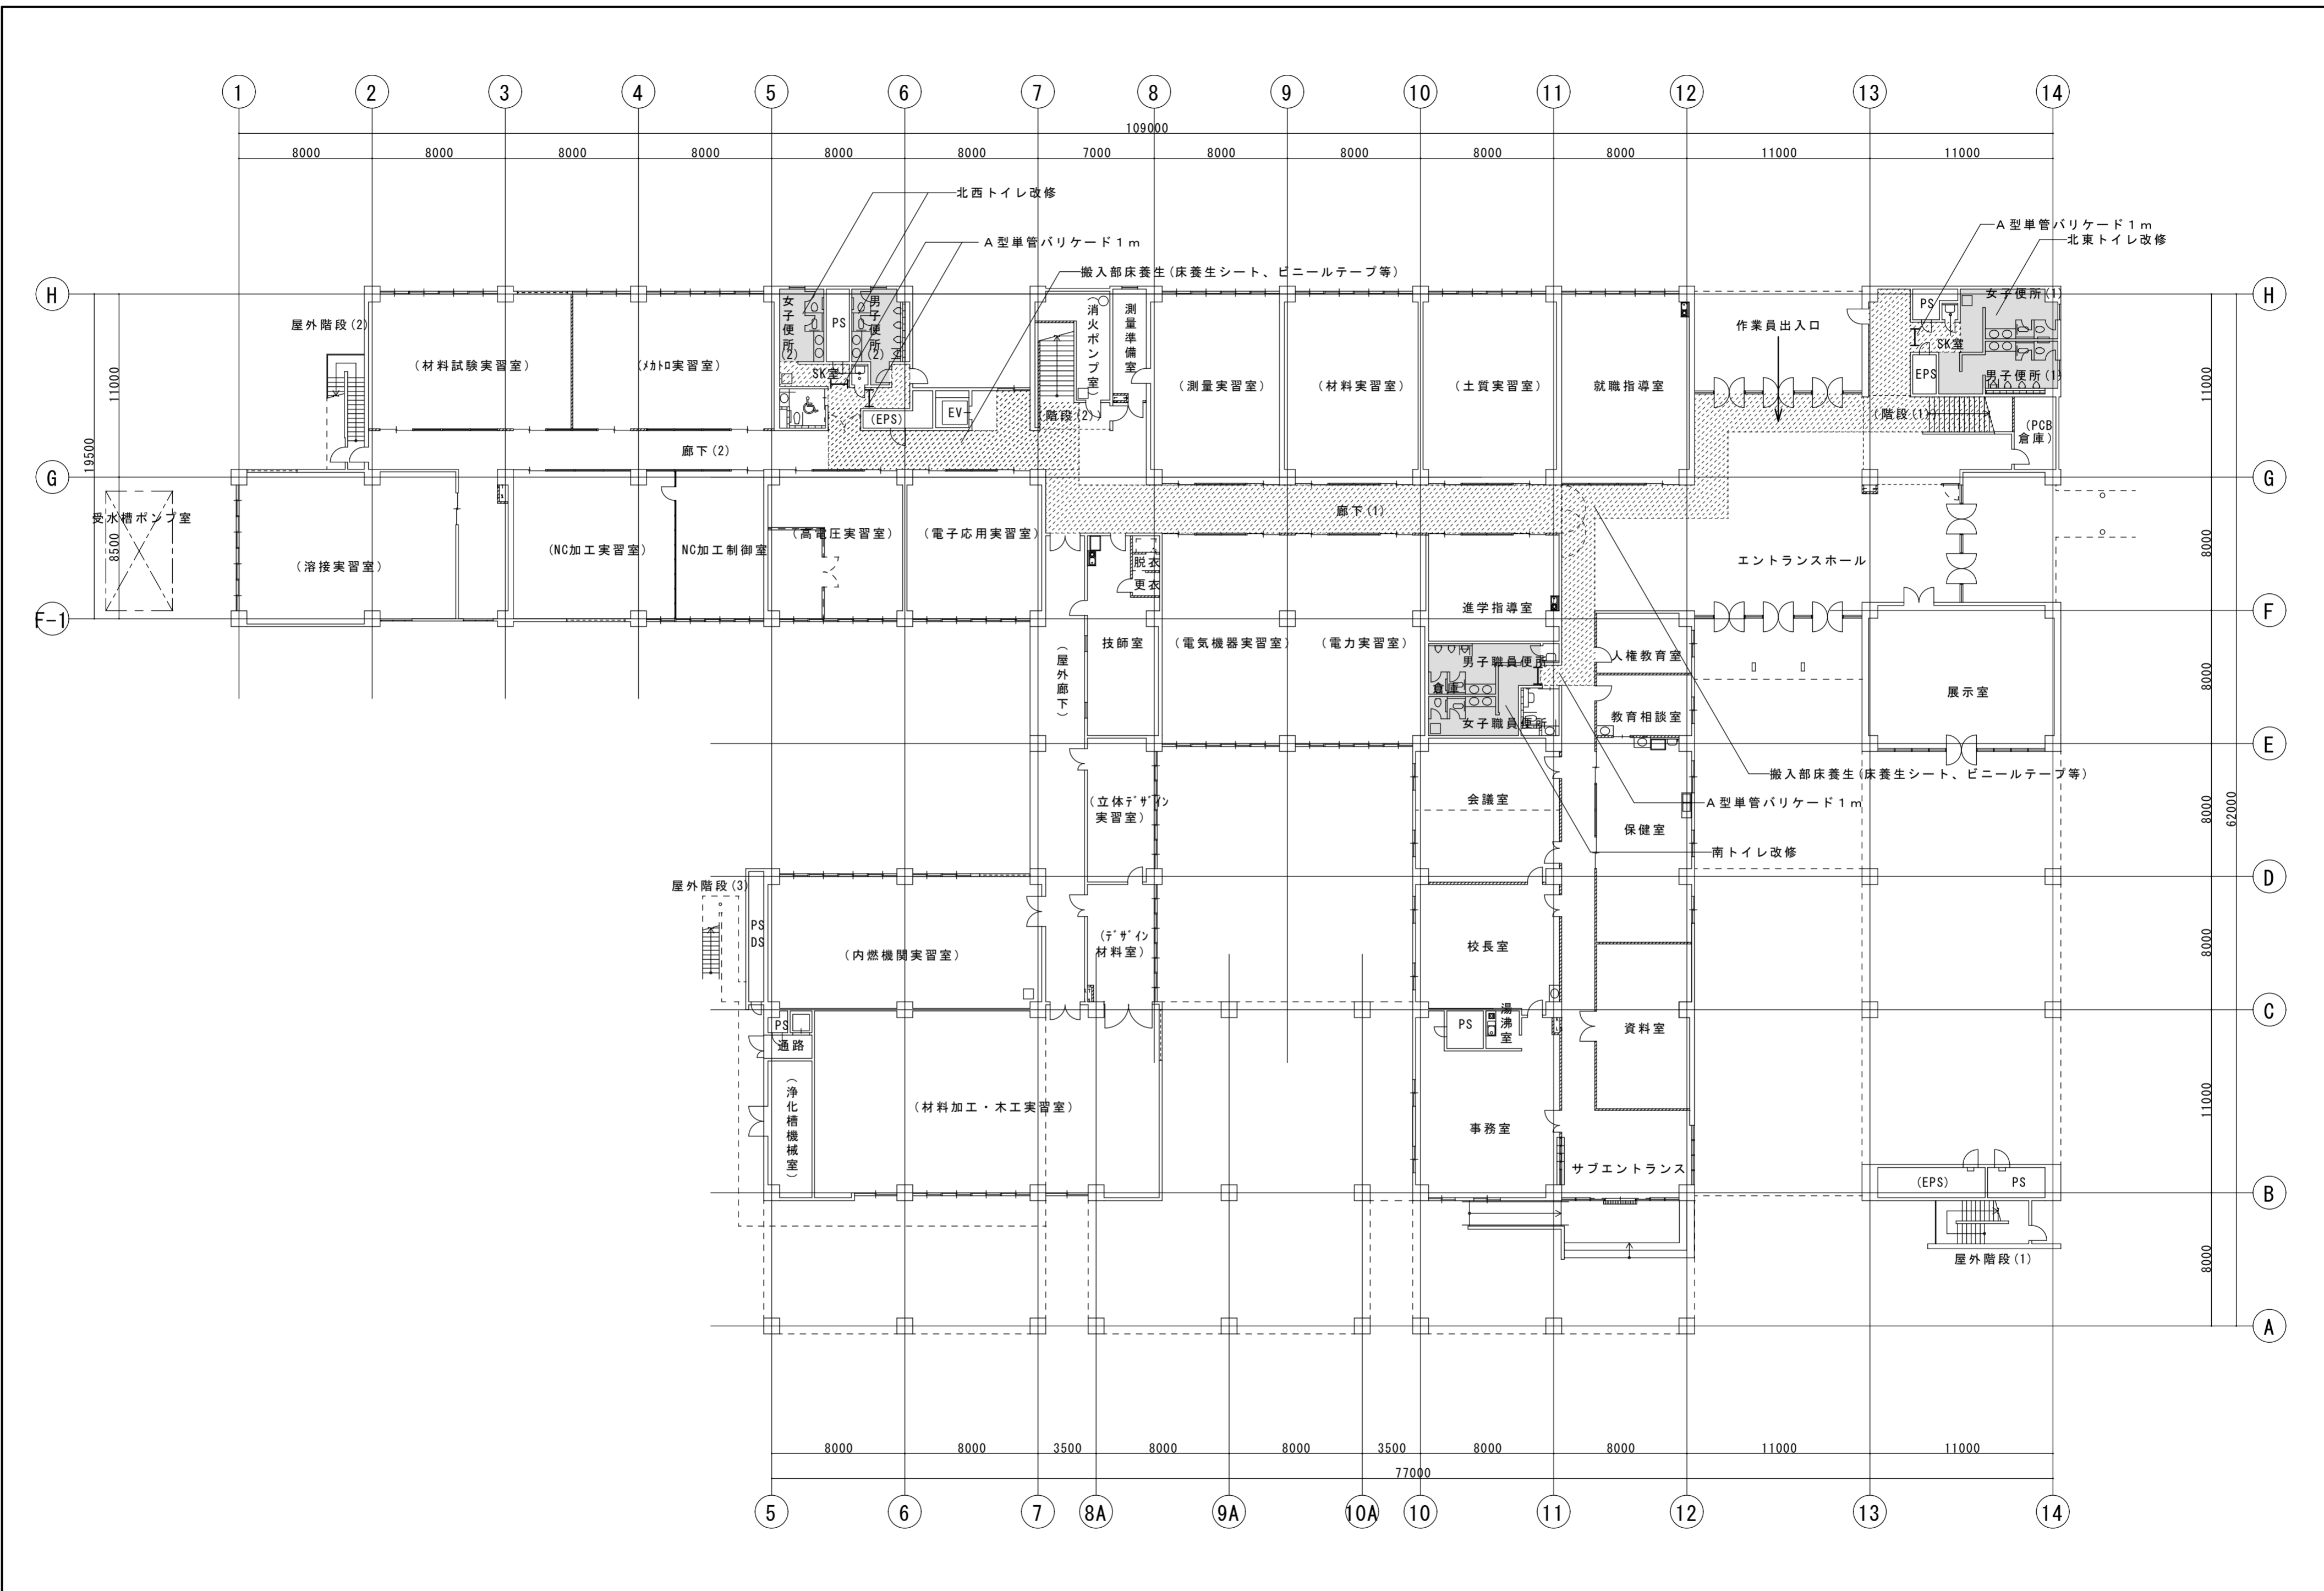 1 2 3 4 5 6 7 8 9 10 11 12 13 14
109000
8000 8000 8000 8000 8000 8000 7000 8000 8000 8000 8000 11000 11000
北西トイレ改修
A型単管バリケード1m
搬入部床養生(床養生シート、ビニールテープ等)
A型単管バリケード1m
北東トイレ改修
H
H
屋外階段(2)
(材料試験実習室)
(メカトロ実習室)
女子便所(2)
PS
男子便所(2)
SK室
(EPS)
EV
(消火ポンプ室)
測量準備室
(階段(2))
(測量実習室)
(材料実習室)
(土質実習室)
就職指導室
作業員出入口
PS
女子便所(1)
SK室
EPS
男子便所(1)
(階段(1))
(PCB
倉庫)
11000
19500
11000
廊下(2)
G
G
受水槽ポンプ室
8500
(溶接実習室)
(NC加工実習室)
NC加工制御室
(高電圧実習室)
(電子応用実習室)
廊下(1)
脱衣
更衣
エントランスホール
8000
F-1
F
進学指導室
(屋外廊下)
技師室
(電気機器実習室)
(電力実習室)
男子職員便所
倉庫
女子職員便所
人権教育室
教育相談室
展示室
8000
E
搬入部床養生(床養生シート、ビニールテープ等)
A型単管バリケード1m
南トイレ改修
(立体デザイン
実習室)
会議室
保健室
8000
62000
D
屋外階段(3)
PS
DS
(内燃機関実習室)
(デザイン
材料室)
校長室
8000
C
PS
通路
PS
湯沸室
資料室
(浄化槽機械室)
(材料加工・木工実習室)
事務室
サブエントランス
11000
(EPS)
PS
B
屋外階段(1)
8000
A
8000 8000 3500 8000 8000 3500 8000 8000 11000 11000
77000
5 6 7 8A 9A 10A 10 11 12 13 14